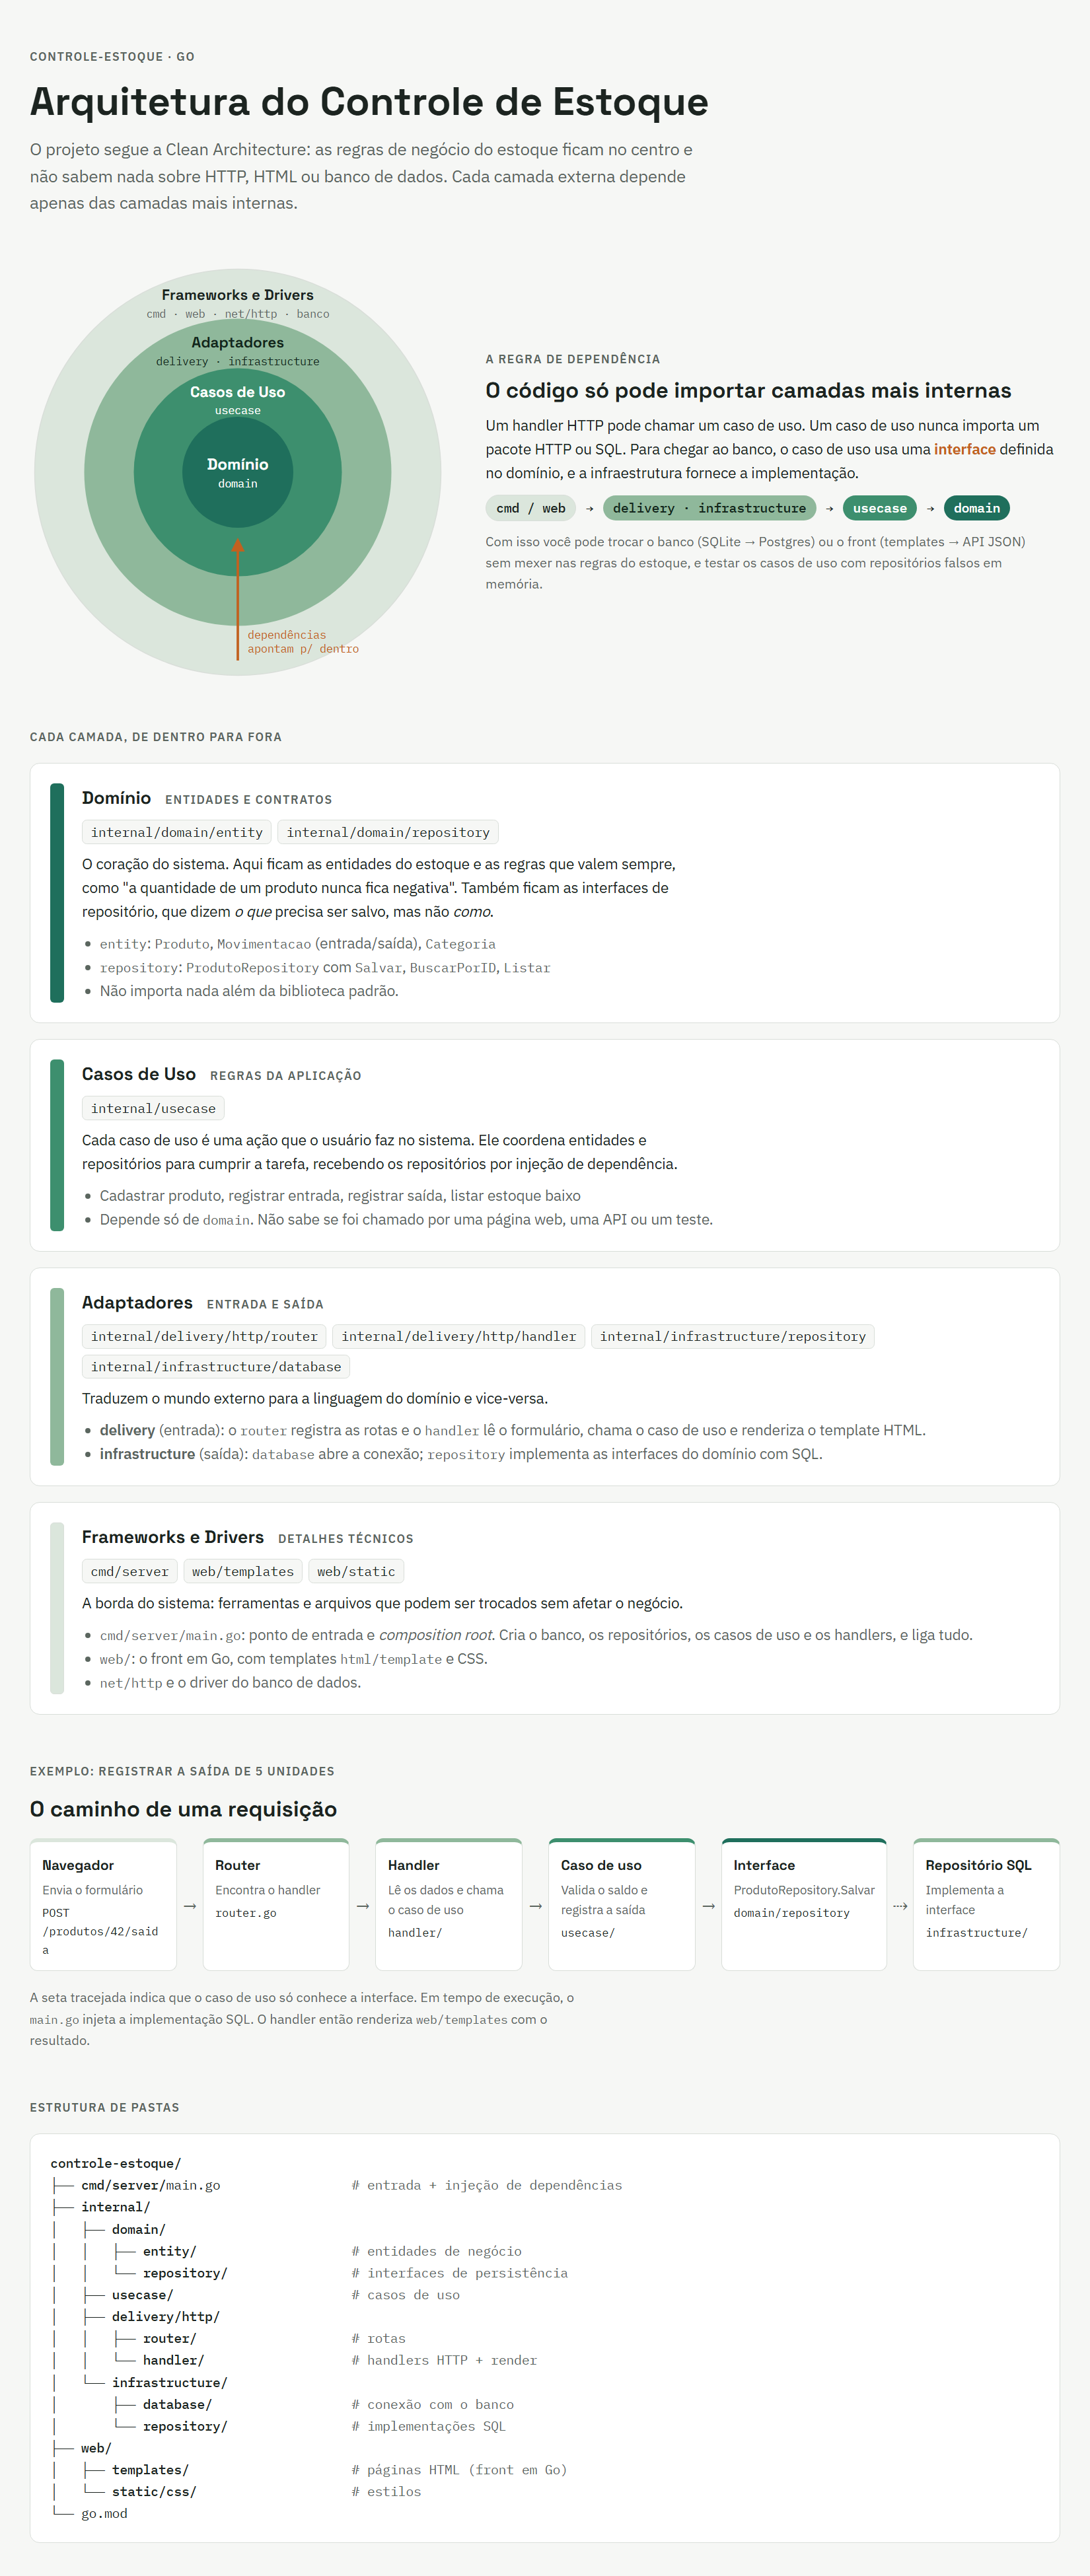 CONTROLE-ESTOQUE · GO
Arquitetura do Controle de Estoque
O projeto segue a Clean Architecture: as regras de negócio do estoque ficam no centro e
não sabem nada sobre HTTP, HTML ou banco de dados. Cada camada externa depende
apenas das camadas mais internas.
Frameworks e Drivers
cmd · web · net/http · banco
Adaptadores
delivery · infrastructure
Casos de Uso
usecase
Domínio
domain
dependências
apontam p/ dentro
A REGRA DE DEPENDÊNCIA
O código só pode importar camadas mais internas
Um handler HTTP pode chamar um caso de uso. Um caso de uso nunca importa um
pacote HTTP ou SQL. Para chegar ao banco, o caso de uso usa uma interface definida
no domínio, e a infraestrutura fornece a implementação.
cmd / web → delivery · infrastructure → usecase → domain
Com isso você pode trocar o banco (SQLite → Postgres) ou o front (templates → API JSON)
sem mexer nas regras do estoque, e testar os casos de uso com repositórios falsos em
memória.
CADA CAMADA, DE DENTRO PARA FORA
Domínio ENTIDADES E CONTRATOS
internal/domain/entity internal/domain/repository
O coração do sistema. Aqui ficam as entidades do estoque e as regras que valem sempre,
como "a quantidade de um produto nunca fica negativa". Também ficam as interfaces de
repositório, que dizem o que precisa ser salvo, mas não como.
• entity: Produto, Movimentacao (entrada/saída), Categoria
• repository: ProdutoRepository com Salvar, BuscarPorID, Listar
• Não importa nada além da biblioteca padrão.
Casos de Uso REGRAS DA APLICAÇÃO
internal/usecase
Cada caso de uso é uma ação que o usuário faz no sistema. Ele coordena entidades e
repositórios para cumprir a tarefa, recebendo os repositórios por injeção de dependência.
• Cadastrar produto, registrar entrada, registrar saída, listar estoque baixo
• Depende só de domain. Não sabe se foi chamado por uma página web, uma API ou um teste.
Adaptadores ENTRADA E SAÍDA
internal/delivery/http/router internal/delivery/http/handler internal/infrastructure/repository
internal/infrastructure/database
Traduzem o mundo externo para a linguagem do domínio e vice-versa.
• delivery (entrada): o router registra as rotas e o handler lê o formulário, chama o caso de uso e renderiza o template HTML.
• infrastructure (saída): database abre a conexão; repository implementa as interfaces do domínio com SQL.
Frameworks e Drivers DETALHES TÉCNICOS
cmd/server web/templates web/static
A borda do sistema: ferramentas e arquivos que podem ser trocados sem afetar o negócio.
• cmd/server/main.go: ponto de entrada e composition root. Cria o banco, os repositórios, os casos de uso e os handlers, e liga tudo.
• web/: o front em Go, com templates html/template e CSS.
• net/http e o driver do banco de dados.
EXEMPLO: REGISTRAR A SAÍDA DE 5 UNIDADES
O caminho de uma requisição
Navegador
Envia o formulário
POST
/produtos/42/said
a
→
Router
Encontra o handler
router.go
→
Handler
Lê os dados e chama
o caso de uso
handler/
→
Caso de uso
Valida o saldo e
registra a saída
usecase/
→
Interface
ProdutoRepository.Salvar
domain/repository
⇢
Repositório SQL
Implementa a
interface
infrastructure/
A seta tracejada indica que o caso de uso só conhece a interface. Em tempo de execução, o
main.go injeta a implementação SQL. O handler então renderiza web/templates com o
resultado.
ESTRUTURA DE PASTAS
controle-estoque/
├── cmd/server/main.go # entrada + injeção de dependências
├── internal/
│   ├── domain/
│   │   ├── entity/ # entidades de negócio
│   │   └── repository/ # interfaces de persistência
│   ├── usecase/ # casos de uso
│   ├── delivery/http/
│   │   ├── router/ # rotas
│   │   └── handler/ # handlers HTTP + render
│   └── infrastructure/
│       ├── database/ # conexão com o banco
│       └── repository/ # implementações SQL
├── web/
│   ├── templates/ # páginas HTML (front em Go)
│   └── static/css/ # estilos
└── go.mod